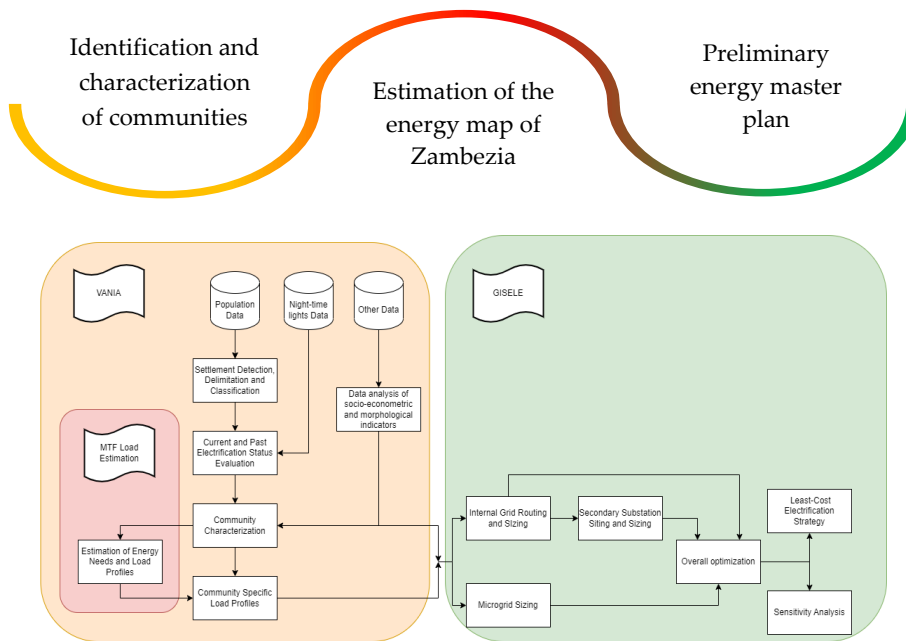 Identification and
characterization
of communities
Estimation of the
energy map of
Zambezia
Preliminary
energy master
plan
VANIA
Population
Data
Night-time
lights Data
Other Data
Settlement Detection,
Delimitation and
Classification
Data analysis of
socio-econometric
and morphological
indicators
MTF Load
Estimation
Current and Past
Electrification Status
Evaluation
Community
Characterization
Estimation of Energy
Needs and Load
Profiles
Community Specific
Load Profiles
GISELE
Internal Grid Routing
and Sizing
Secondary Substation
Siting and Sizing
Least-Cost
Electrification
Strategy
Overall optimization
Microgrid Sizing
Sensitivity Analysis